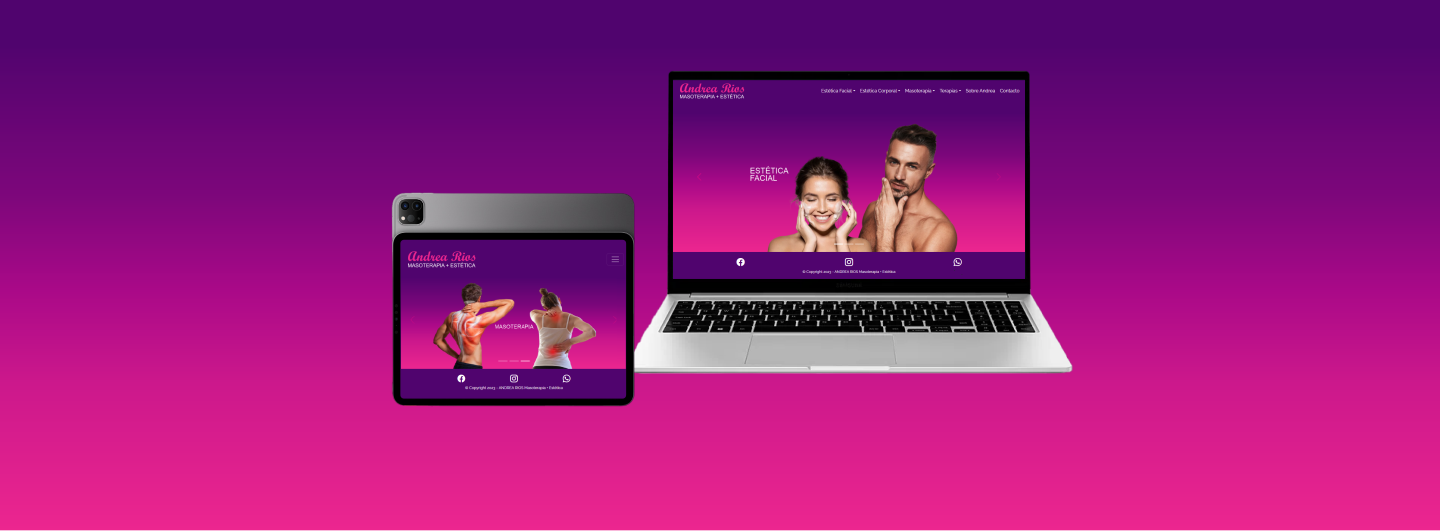 Andrea Rios
MASOTERAPIA + ESTÉTICA
Estética Facial
Estética Corporal
Masoterapia
Terapias
Sobre Andrea
Contacto
ESTÉTICA
FACIAL
© Copyright 2023 - ANDREA RIOS Masoterapia + Estética
Andrea Rios
MASOTERAPIA + ESTÉTICA
MASOTERAPIA
© Copyright 2023 - ANDREA RIOS Masoterapia + Estética